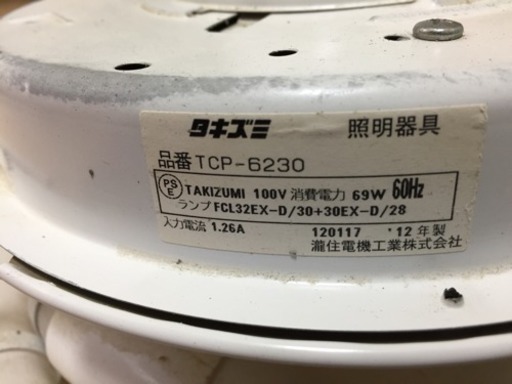 タキズミ 照明器具
品番 TCP-6230
PSE TAKIZUMI 100V 消費電力 69W 60Hz
ランプ FCL32EX-D/30+30EX-D/28
入力電流 1.26A 120117 '12年製
瀧住電機工業株式会社